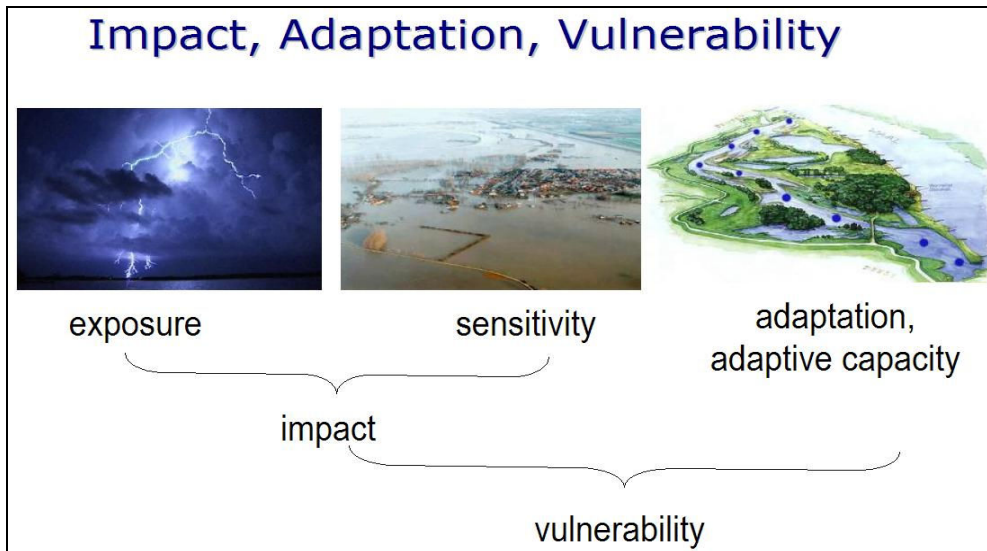 Impact, Adaptation, Vulnerability
exposure
sensitivity
adaptation,
adaptive capacity
impact
vulnerability